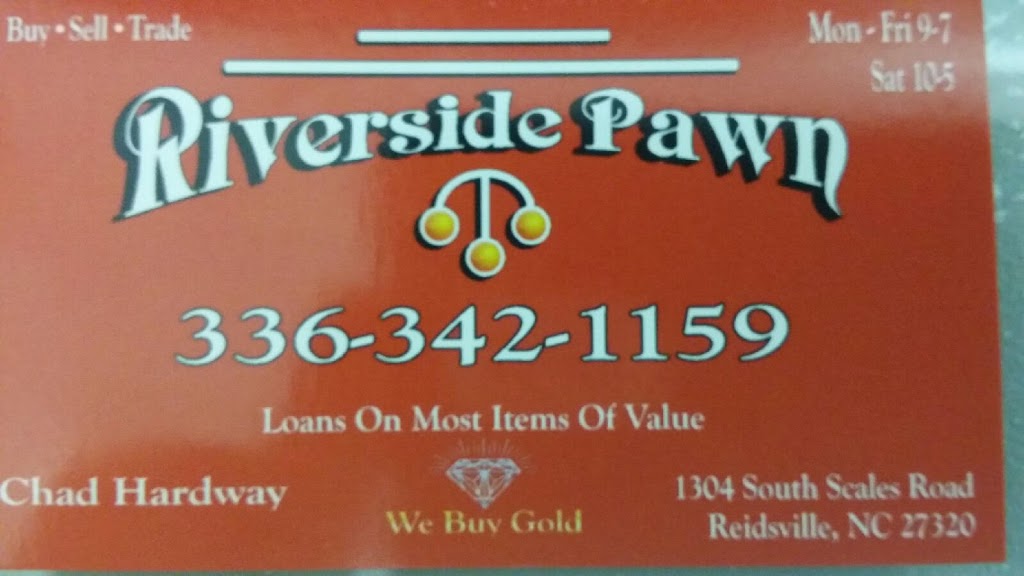 Buy • Sell • Trade
Mon - Fri 9-7
Sat 10-5
Riverside Pawn
336-342-1159
Loans On Most Items Of Value
Chad Hardway
We Buy Gold
1304 South Scales Road
Reidsville, NC 27320